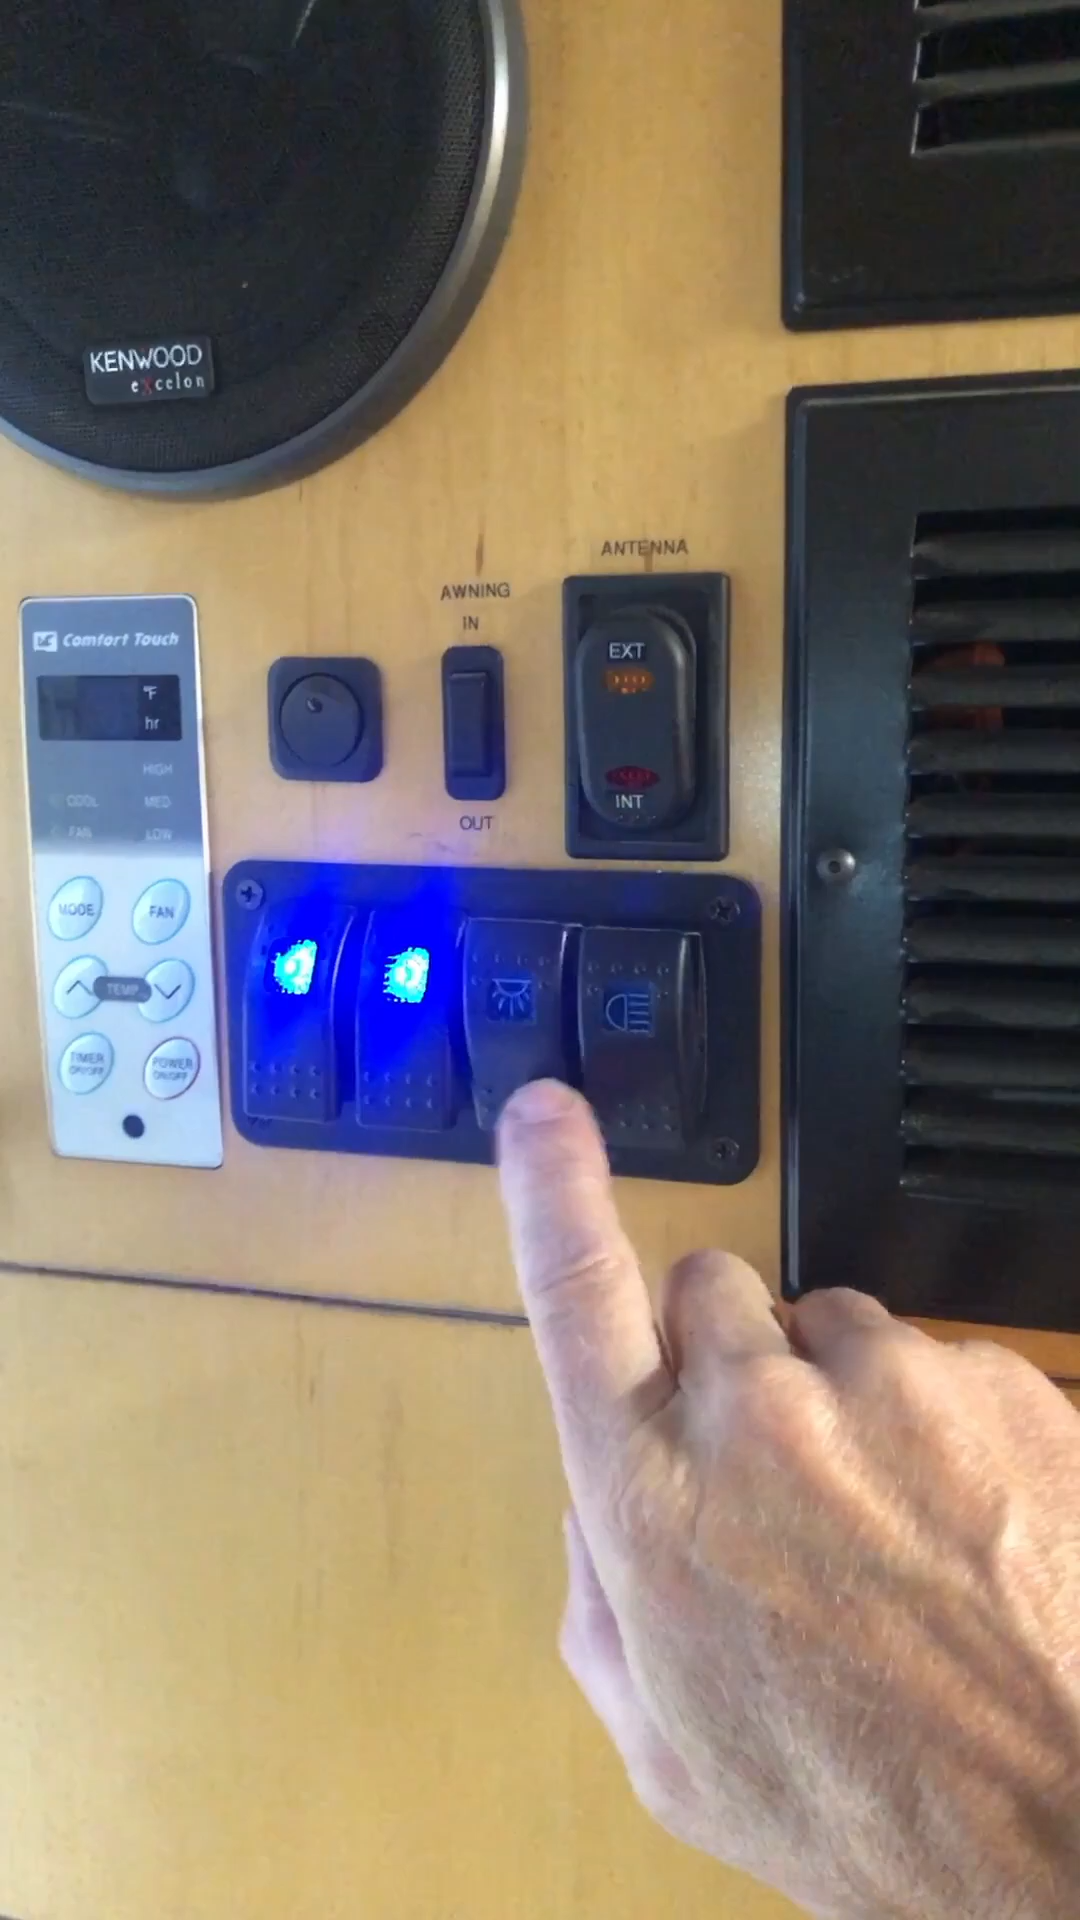 KENWOOD
eXcelon
ANTENNA
AWNING
IN
EXT
INT
OUT
Comfort Touch
°F
hr
HIGH
COOL MED
FAN LOW
MODE FAN
TEMP
TIMER
ON/OFF
POWER
ON/OFF